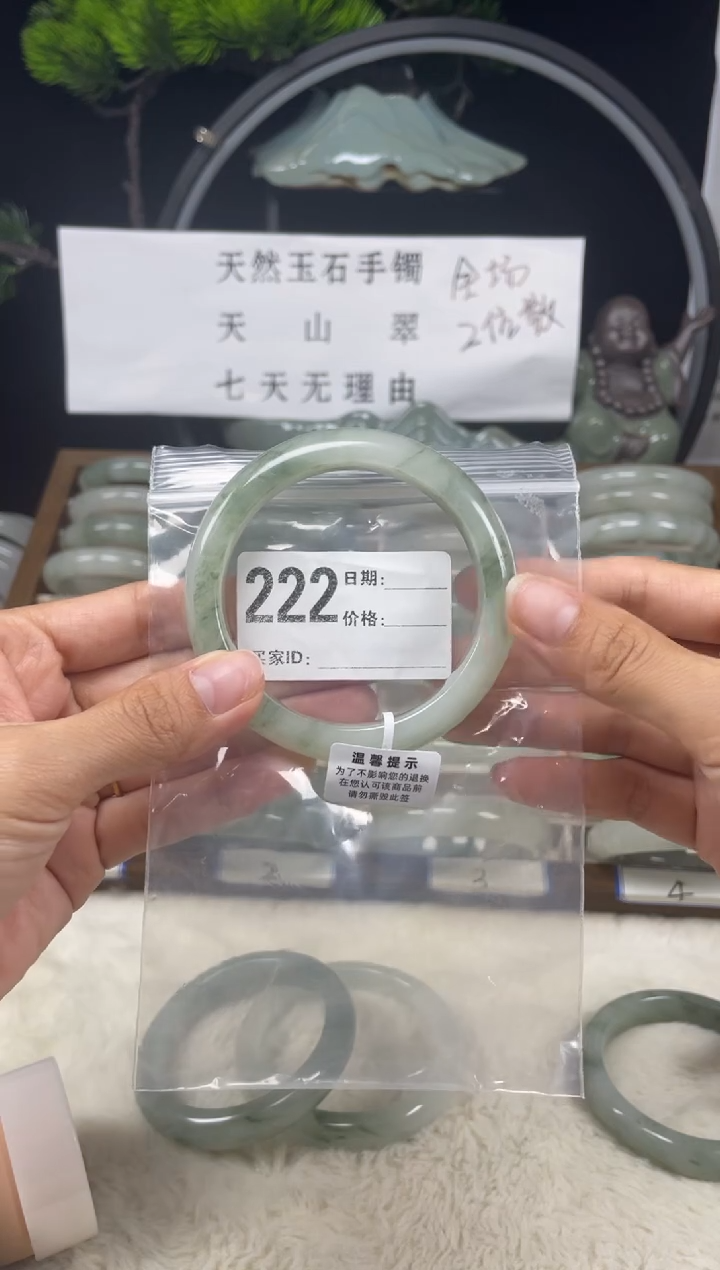 天然玉石手镯
天山翠
七天无理由
全场
2位数
222
日期:
价格:
买家ID:
温馨提示
为了不影响您的退换
在您认可该商品前
请勿撕毁此签
2
3
4